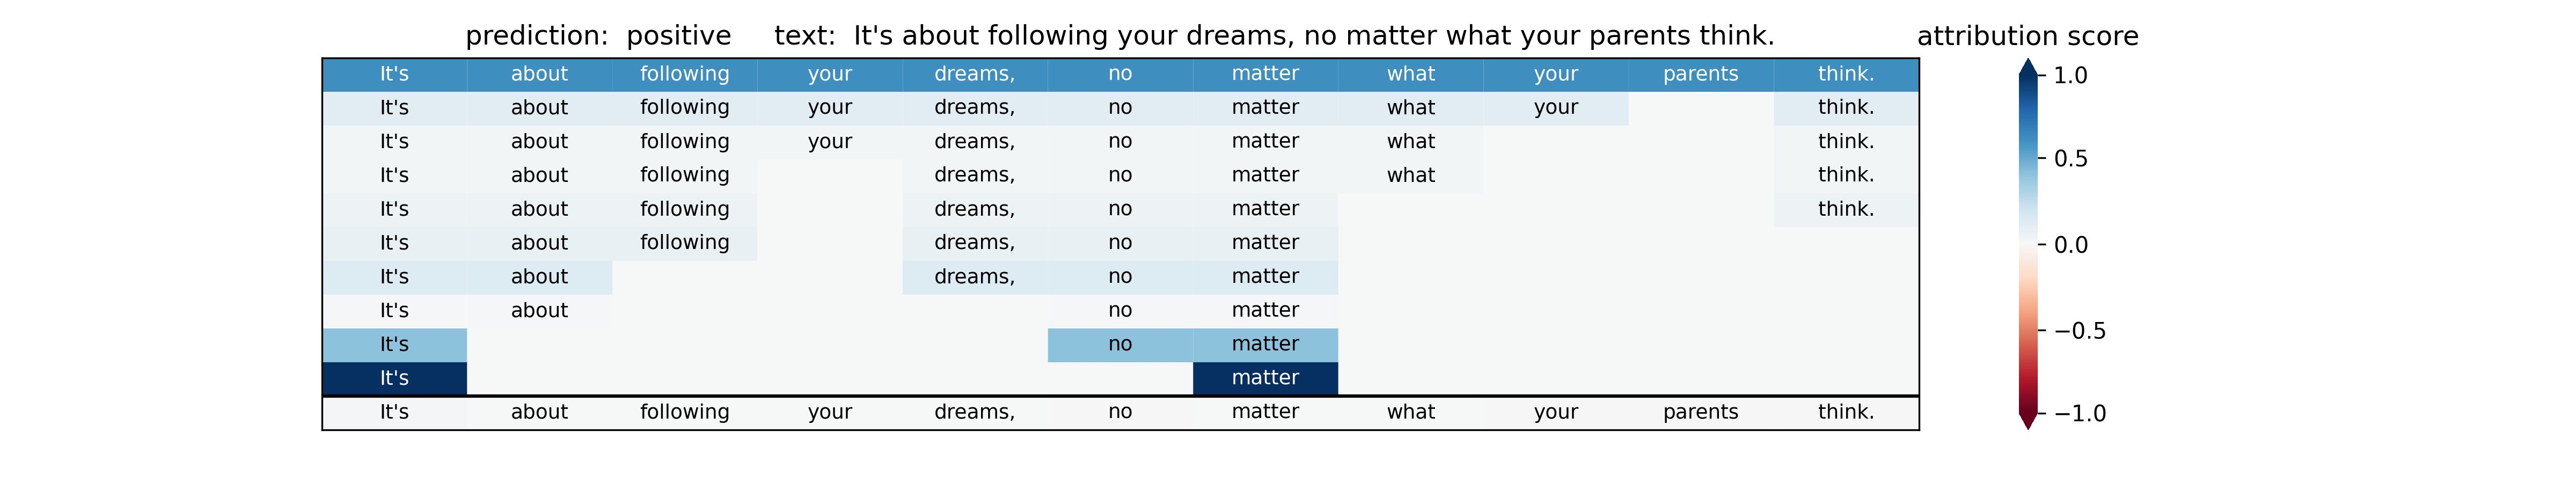 prediction: positive text: It's about following your dreams, no matter what your parents think. attribution score
It's about following your dreams, no matter what your parents think.
It's about following your dreams, no matter what your think.
It's about following your dreams, no matter what think.
It's about following dreams, no matter what think.
It's about following dreams, no matter think.
It's about following dreams, no matter
It's about dreams, no matter
It's about no matter
It's no matter
It's matter
It's about following your dreams, no matter what your parents think.
1.0
0.5
0.0
−0.5
−1.0